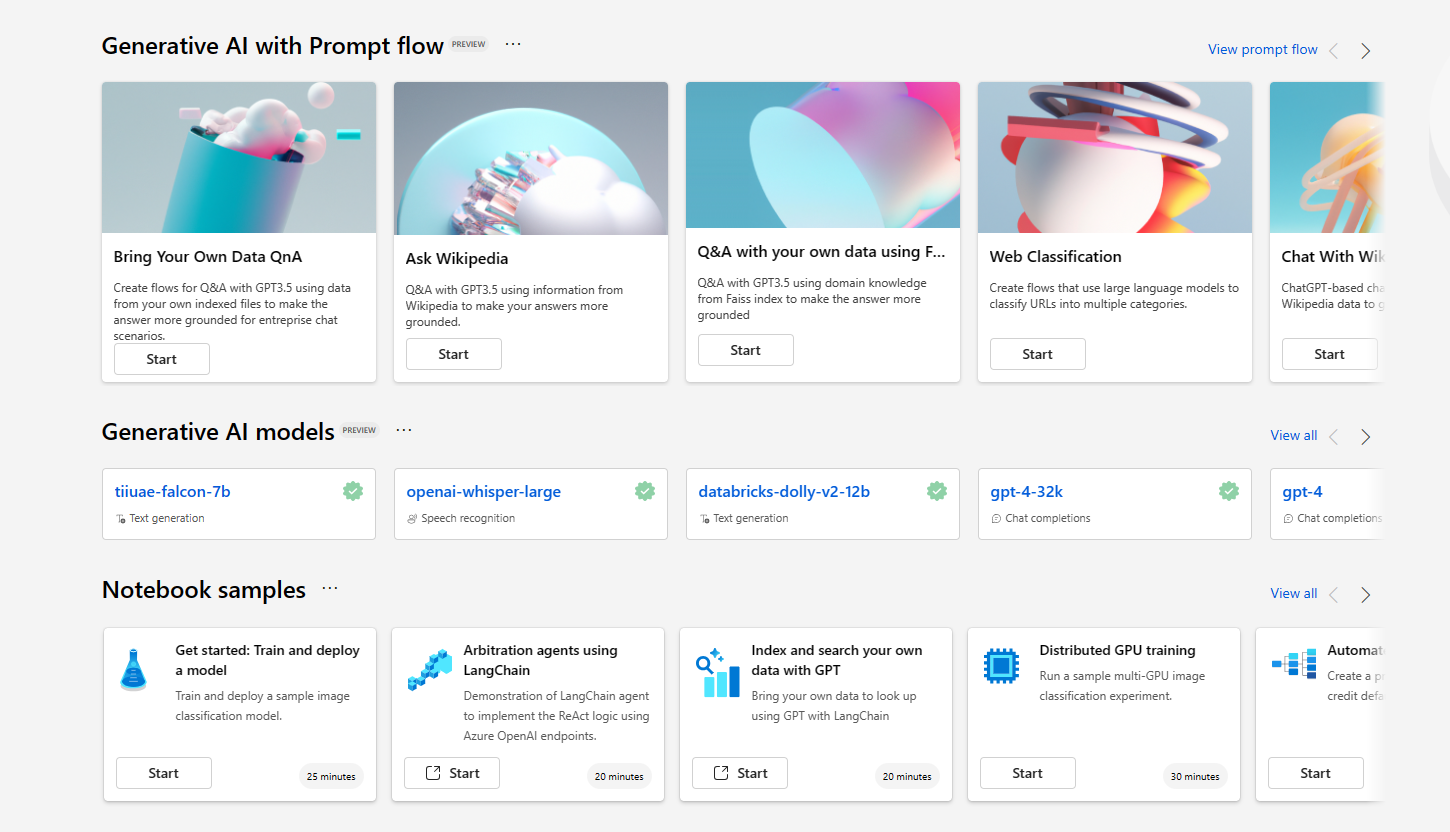 Generative AI with Prompt flow PREVIEW ...
View prompt flow
Bring Your Own Data QnA
Create flows for Q&A with GPT3.5 using data
from your own indexed files to make the
answer more grounded for entreprise chat
scenarios.
Start
Ask Wikipedia
Q&A with GPT3.5 using information from
Wikipedia to make your answers more
grounded.
Start
Q&A with your own data using F...
Q&A with GPT3.5 using domain knowledge
from Faiss index to make the answer more
grounded
Start
Web Classification
Create flows that use large language models to
classify URLs into multiple categories.
Start
Chat With Wik
ChatGPT-based cha
Wikipedia data to g
Start
Generative AI models PREVIEW ...
View all
tiiuae-falcon-7b
Text generation
openai-whisper-large
Speech recognition
databricks-dolly-v2-12b
Text generation
gpt-4-32k
Chat completions
gpt-4
Chat completions
Notebook samples ...
View all
Get started: Train and deploy
a model
Train and deploy a sample image
classification model.
Start
25 minutes
Arbitration agents using
LangChain
Demonstration of LangChain agent
to implement the ReAct logic using
Azure OpenAI endpoints.
Start
20 minutes
Index and search your own
data with GPT
Bring your own data to look up
using GPT with LangChain
Start
20 minutes
Distributed GPU training
Run a sample multi-GPU image
classification experiment.
Start
30 minutes
Automat
Create a p
credit defa
Start